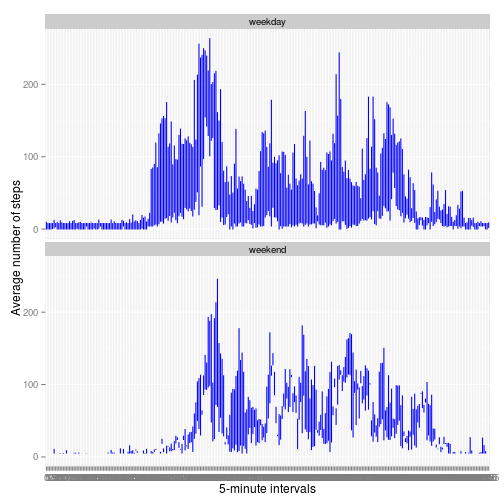 weekday
200
100
0
Average number of steps
weekend
200
100
0
5-minute intervals